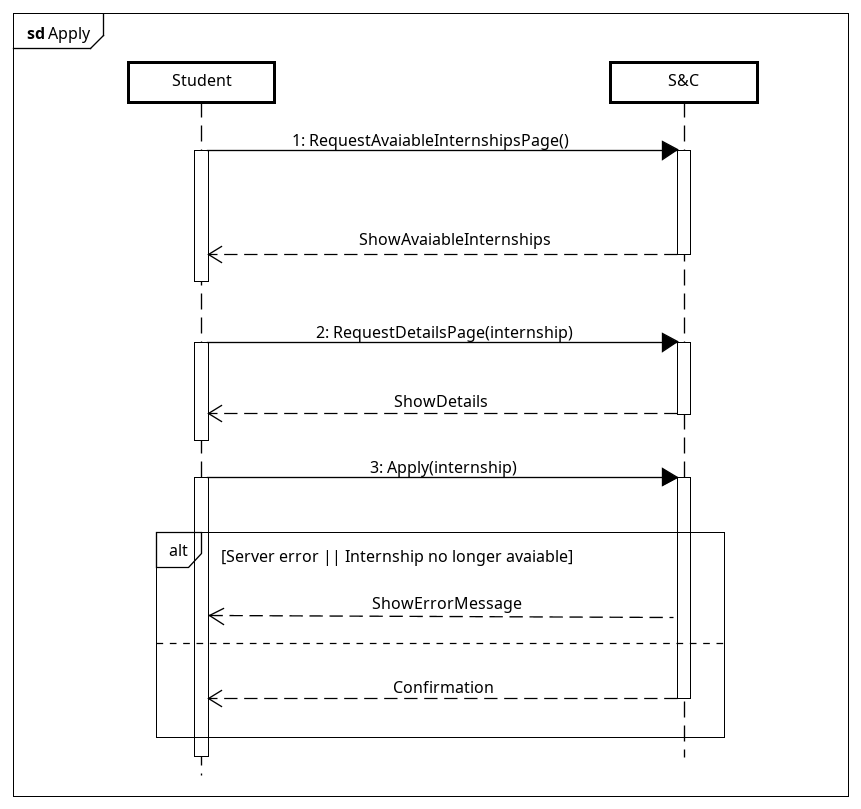 sd Apply
Student
S&C
1: RequestAvaiableInternshipsPage()
ShowAvaiableInternships
2: RequestDetailsPage(internship)
ShowDetails
3: Apply(internship)
alt
[Server error || Internship no longer avaiable]
ShowErrorMessage
Confirmation